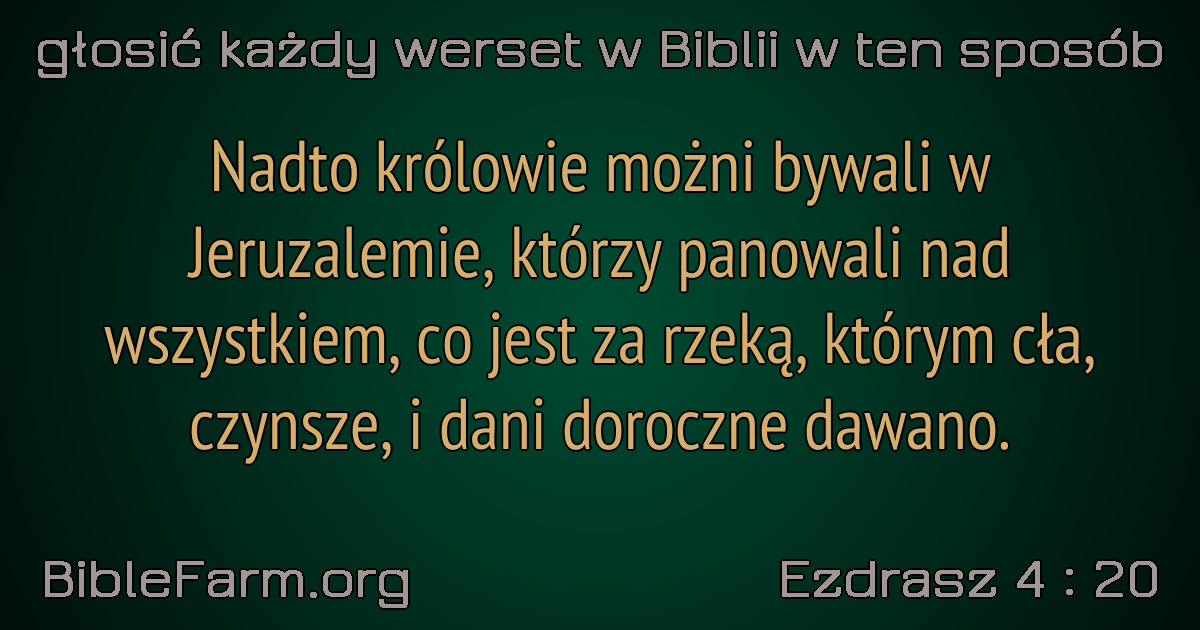 głosić każdy werset w Biblii w ten sposób
Nadto królowie możni bywali w
Jeruzalemie, którzy panowali nad
wszystkiem, co jest za rzeką, którym cła,
czynsze, i dani doroczne dawano.
BibleFarm.org
Ezdrasz 4 : 20